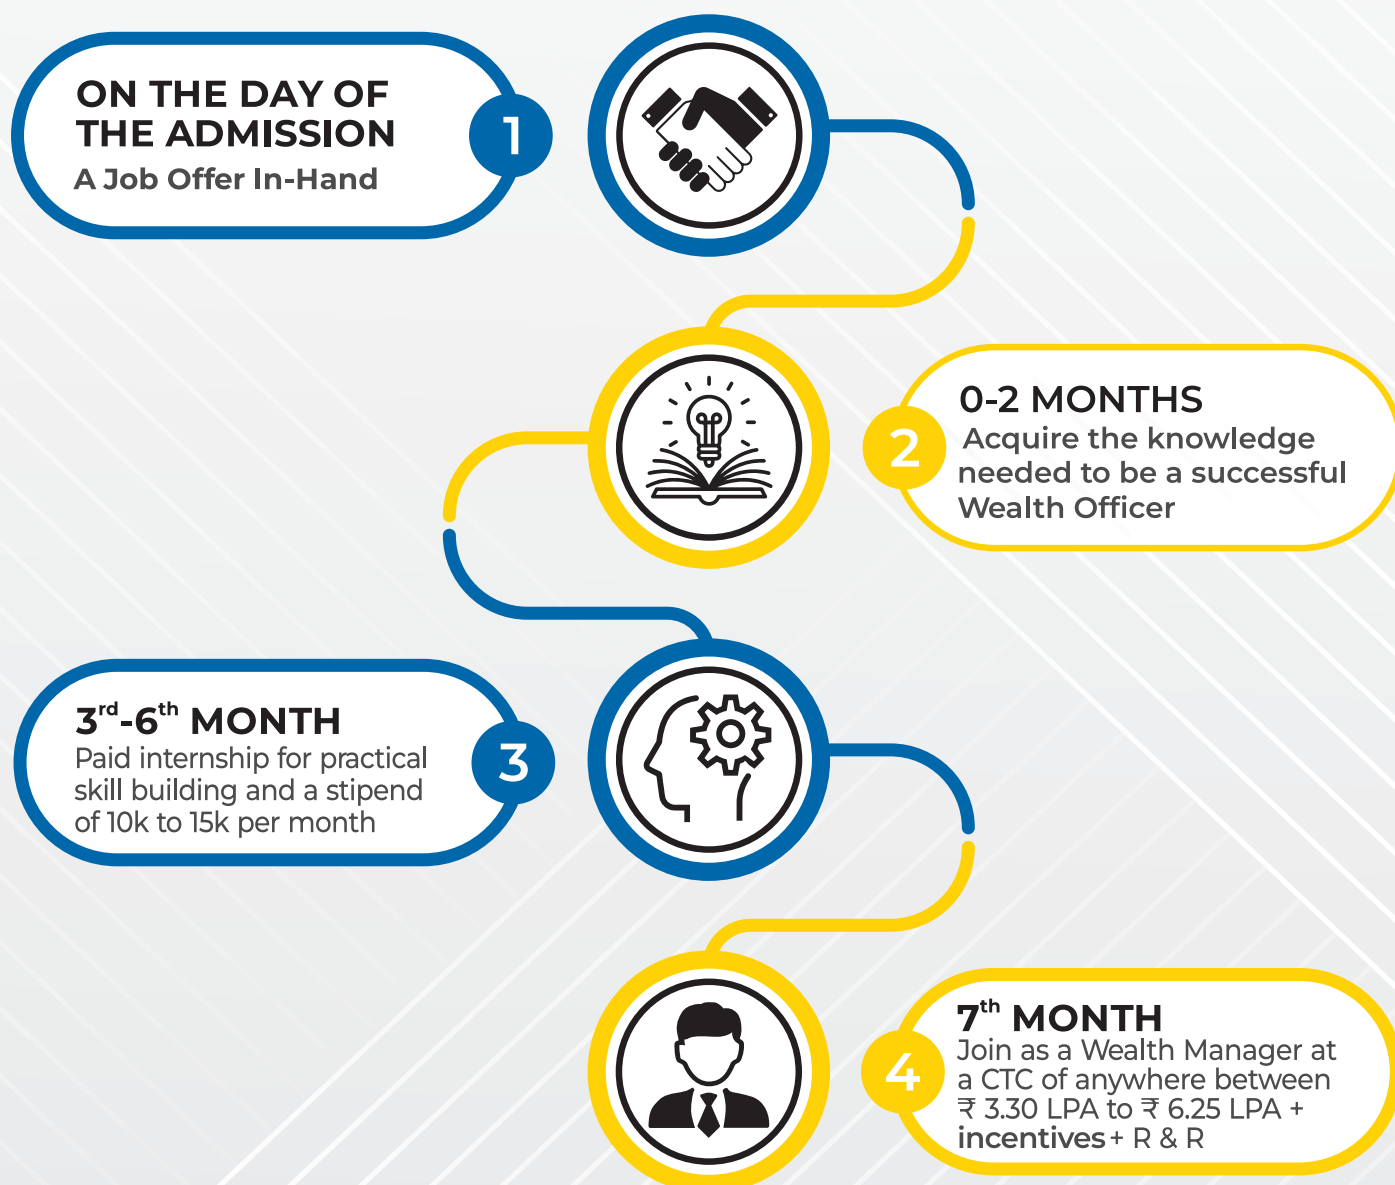 ON THE DAY OF
THE ADMISSION
A Job Offer In-Hand
1
0-2 MONTHS
Acquire the knowledge
needed to be a successful
Wealth Officer
2
3rd-6th MONTH
Paid internship for practical
skill building and a stipend
of 10k to 15k per month
3
7th MONTH
Join as a Wealth Manager at
a CTC of anywhere between
₹ 3.30 LPA to ₹ 6.25 LPA +
incentives + R & R
4